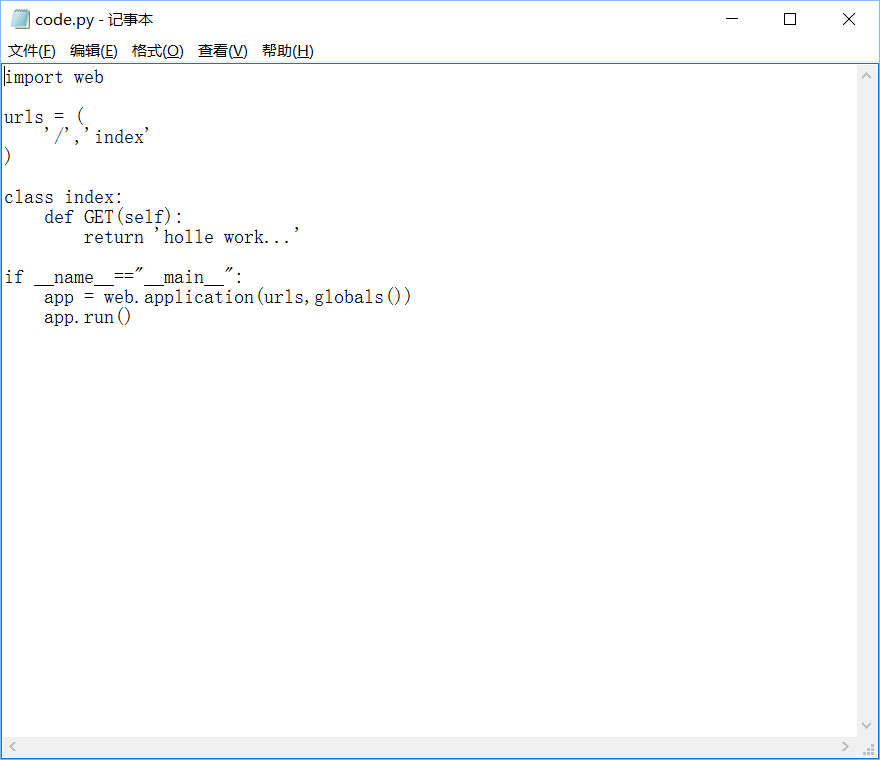 code.py - 记事本
文件(F) 编辑(E) 格式(O) 查看(V) 帮助(H)
import web
urls = (
    '/','index'
)
class index:
    def GET(self):
        return 'holle work...'
if __name__=="__main__":
    app = web.application(urls,globals())
    app.run()